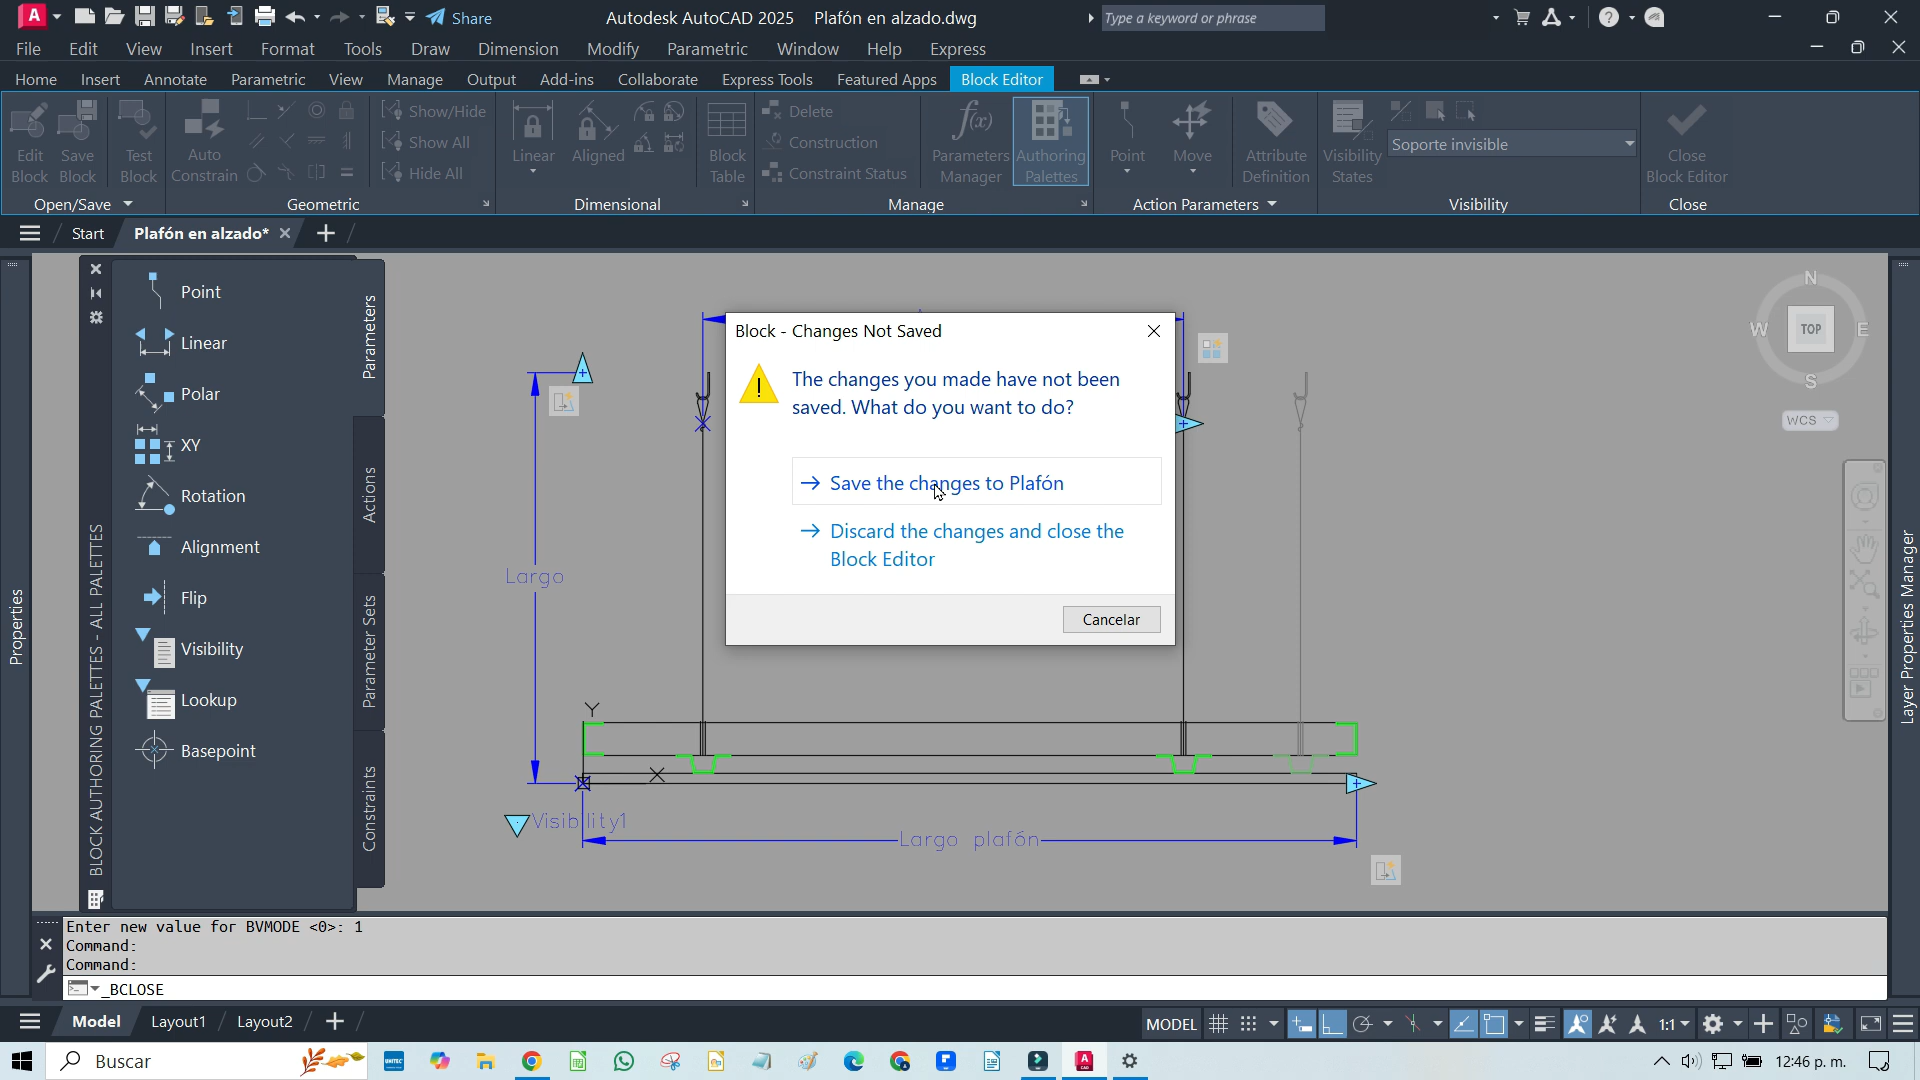 Share
Autodesk AutoCAD 2025 Plafón en alzado.dwg
Type a keyword or phrase
File Edit View Insert Format Tools Draw Dimension Modify Parametric Window Help Express
Home Insert Annotate Parametric View Manage Output Add-ins Collaborate Express Tools Featured Apps Block Editor
Edit Block
Save Block
Test Block
Auto Constrain
Show/Hide
Show All
Hide All
Linear
Aligned
Block Table
Delete
Construction
Constraint Status
Parameters Manager
Authoring Palettes
Point
Move
Attribute Definition
Visibility States
Soporte invisible
Close Block Editor
Open/Save Geometric Dimensional Manage Action Parameters Visibility Close
Start Plafón en alzado*
Properties
BLOCK AUTHORING PALETTES - ALL PALETTES
Point
Linear
Polar
XY
Rotation
Alignment
Flip
Visibility
Lookup
Basepoint
Parameters
Actions
Parameter Sets
Constraints
Block - Changes Not Saved
The changes you made have not been
saved. What do you want to do?
Save the changes to Plafón
Discard the changes and close the
Block Editor
Cancelar
Largo
Y
X
Visibility1
Largo plafón
N
W TOP E
S
WCS
Layer Properties Manager
Enter new value for BVMODE <0>: 1
Command:
Command:
_BCLOSE
Model Layout1 Layout2
MODEL 1:1
Buscar
12:46 p. m.